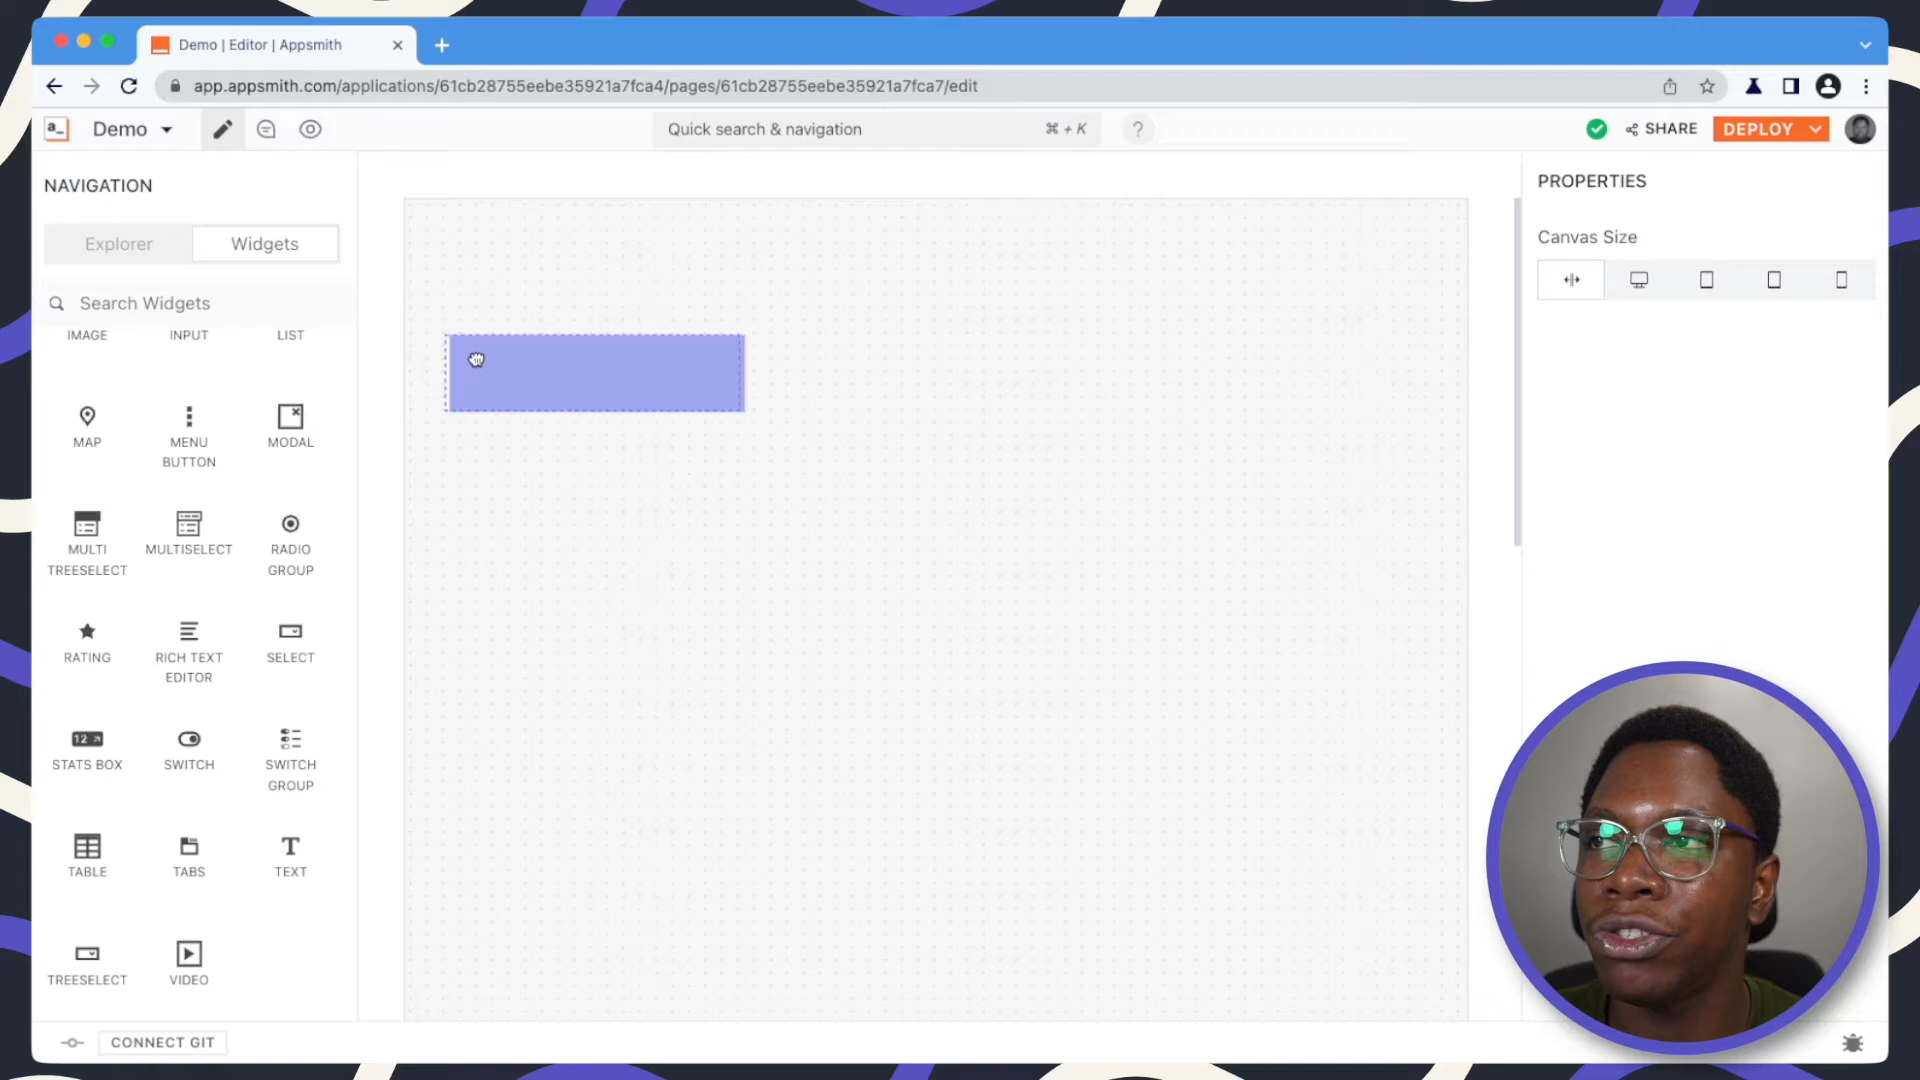 Demo | Editor | Appsmith
app.appsmith.com/applications/61cb28755eebe35921a7fca4/pages/61cb28755eebe35921a7fca7/edit
a_ Demo
Quick search & navigation ⌘ + K ?
SHARE
DEPLOY
NAVIGATION
Explorer Widgets
Search Widgets
IMAGE INPUT LIST
MAP MENU BUTTON MODAL
MULTI TREESELECT MULTISELECT RADIO GROUP
RATING RICH TEXT EDITOR SELECT
12
STATS BOX SWITCH SWITCH GROUP
TABLE TABS TEXT
TREESELECT VIDEO
CONNECT GIT
PROPERTIES
Canvas Size